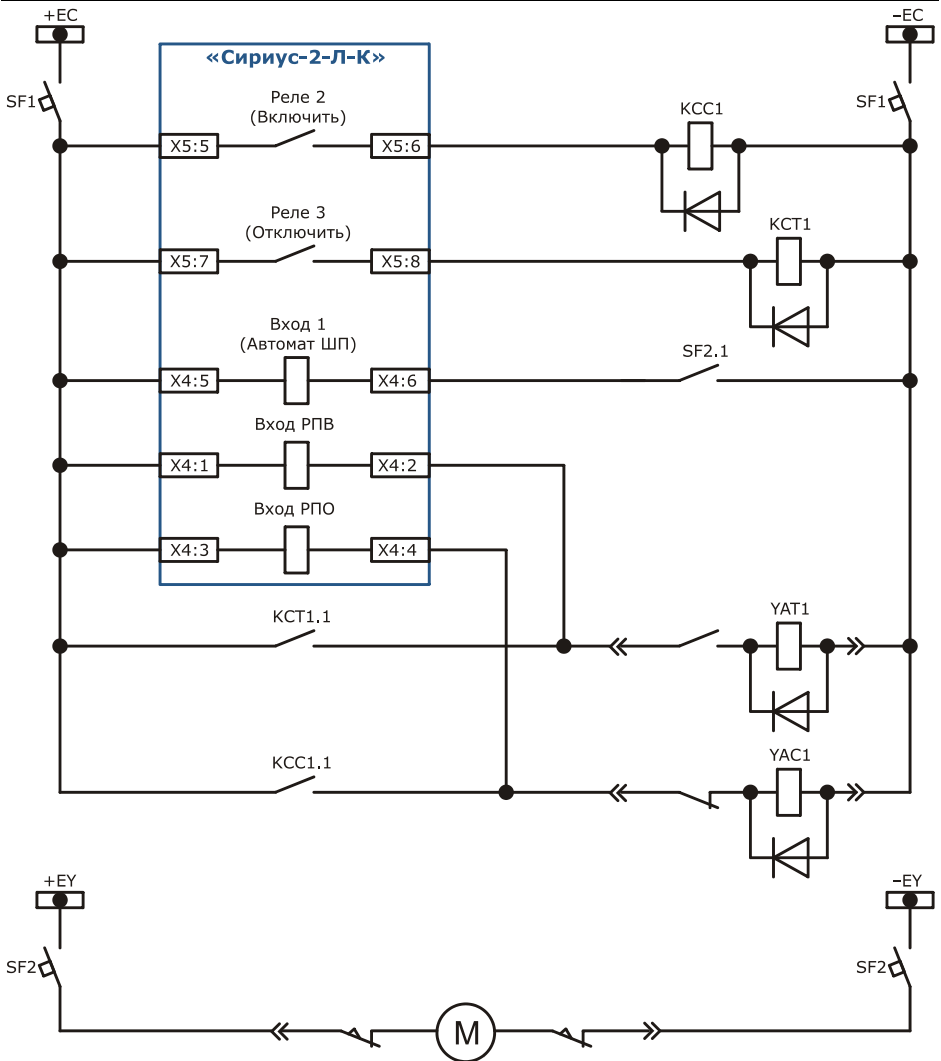 +EC
–EC
«Сириус–2–Л–К»
SF1
SF1
Реле 2
(Включить)
KCC1
X5:5
X5:6
Реле 3
(Отключить)
KCT1
X5:7
X5:8
Вход 1
(Автомат ШП)
SF2.1
X4:5
X4:6
Вход РПВ
X4:1
X4:2
Вход РПО
X4:3
X4:4
KCT1.1
YAT1
KCC1.1
YAC1
+EY
–EY
SF2
SF2
M